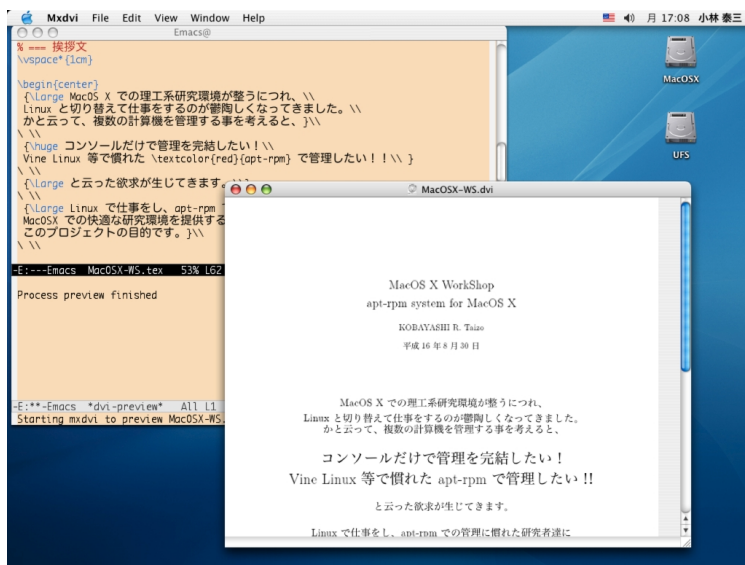 Mxdvi File Edit View Window Help 月 17:08 小林 泰三
Emacs@
% === 挨拶文
\vspace*{1cm}
\begin{center}
{\Large MacOS X での理工系研究環境が整うにつれ、\\
Linux と切り替えて仕事をするのが鬱陶しくなってきました。\\
かと云って、複数の計算機を管理する事を考えると、}\\
\ \\
{\huge コンソールだけで管理を完結したい!\\
Vine Linux 等で慣れた \textcolor{red}{apt-rpm} で管理したい!!\\ }
\ \\
{\Large と云った欲求が生じてきます。
\ \\
{\Large Linux で仕事をし、apt-rpm
MacOSX での快適な研究環境を提供する
このプロジェクトの目的です。}\\
\ \\
-E:---Emacs MacOSX-WS.tex 53% L62
Process preview finished
-E:**-Emacs *dvi-preview* All L1
Starting mxdvi to preview MacOSX-WS.
MacOSX
UFS
MacOSX-WS.dvi
MacOS X WorkShop
apt-rpm system for MacOS X
KOBAYASHI R. Taizo
平成 16 年 8 月 30 日
MacOS X での理工系研究環境が整うにつれ、
Linux と切り替えて仕事をするのが鬱陶しくなってきました。
かと云って、複数の計算機を管理する事を考えると、
コンソールだけで管理を完結したい!
Vine Linux 等で慣れた apt-rpm で管理したい!!
と云った欲求が生じてきます。
Linux で仕事をし、apt-rpm での管理に慣れた研究者達に